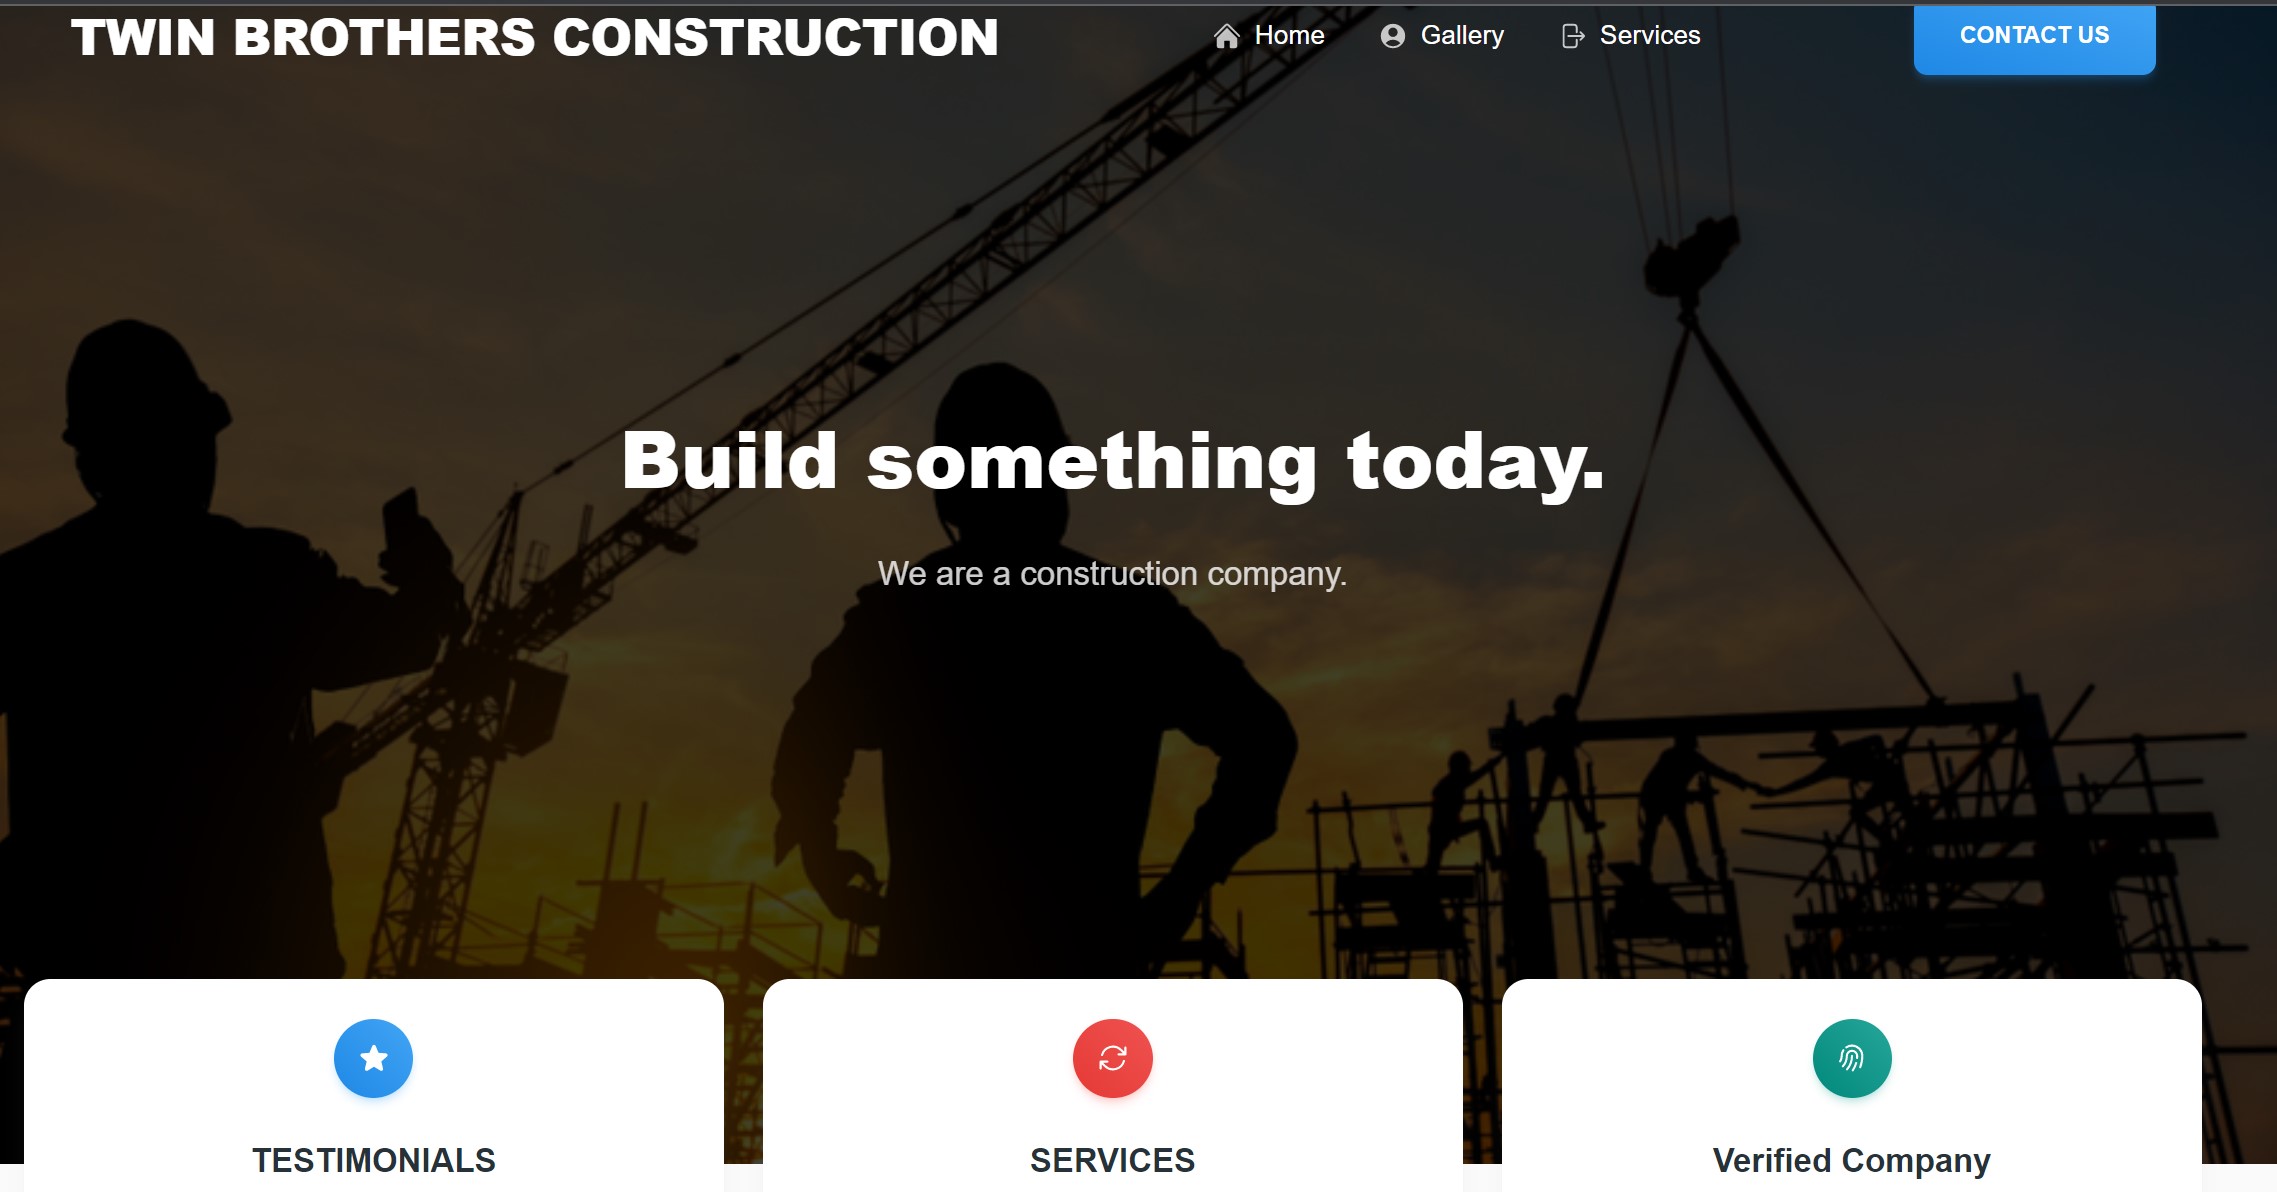 TWIN BROTHERS CONSTRUCTION
Home
Gallery
Services
CONTACT US
Build something today.
We are a construction company.
TESTIMONIALS
SERVICES
Verified Company